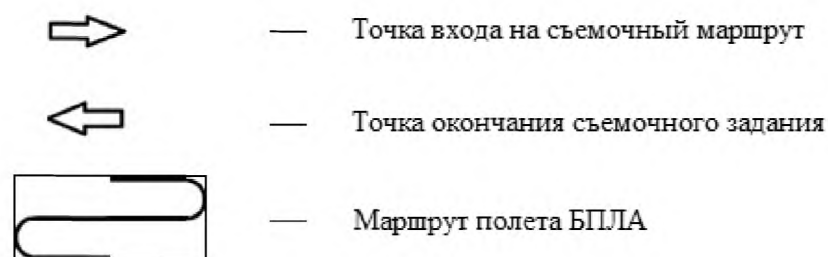 — Точка входа на съемочный маршрут
— Точка окончания съемочного задания
— Маршрут полета БПЛА